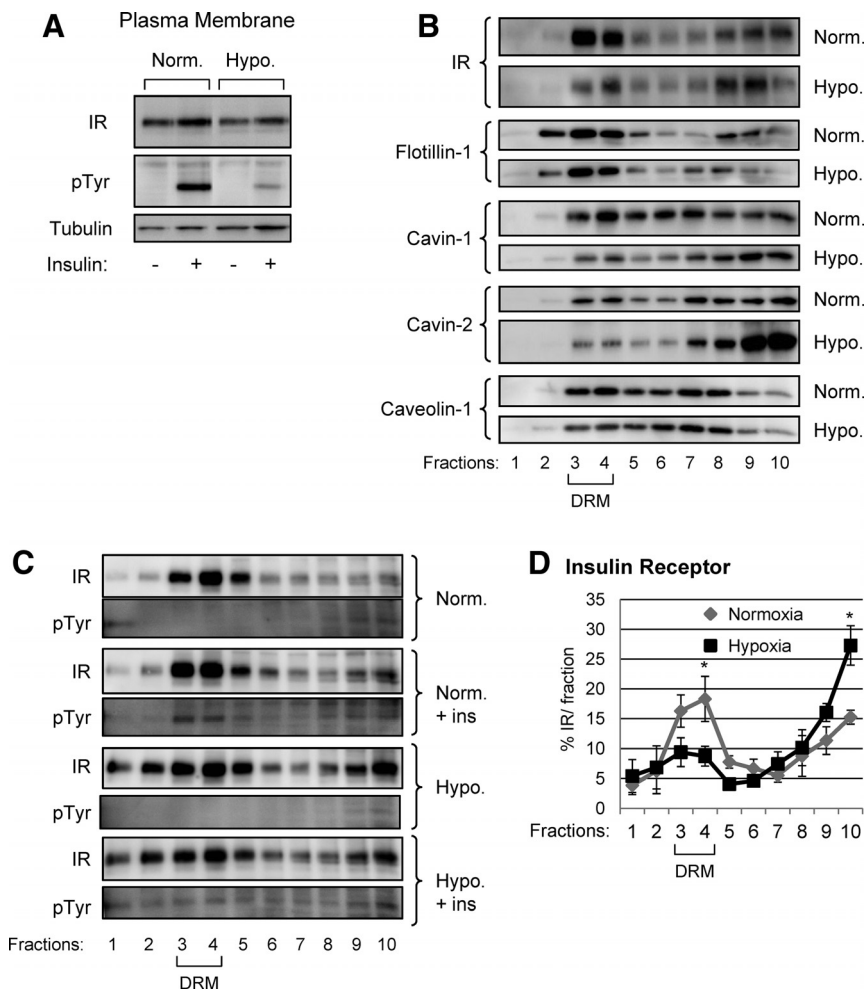 A
Plasma Membrane
Norm. Hypo.
IR
pTyr
Tubulin
Insulin: - + - +
B
IR
Norm.
Hypo.
Flotillin-1
Norm.
Hypo.
Cavin-1
Norm.
Hypo.
Cavin-2
Norm.
Hypo.
Caveolin-1
Norm.
Hypo.
Fractions: 1 2 3 4 5 6 7 8 9 10
DRM
C
IR
pTyr
Norm.
IR
pTyr
Norm.
+ ins
IR
pTyr
Hypo.
IR
pTyr
Hypo.
+ ins
Fractions: 1 2 3 4 5 6 7 8 9 10
DRM
D Insulin Receptor
% IR/ fraction
35
30
25
20
15
10
5
0
Normoxia
Hypoxia
*
*
Fractions: 1 2 3 4 5 6 7 8 9 10
DRM